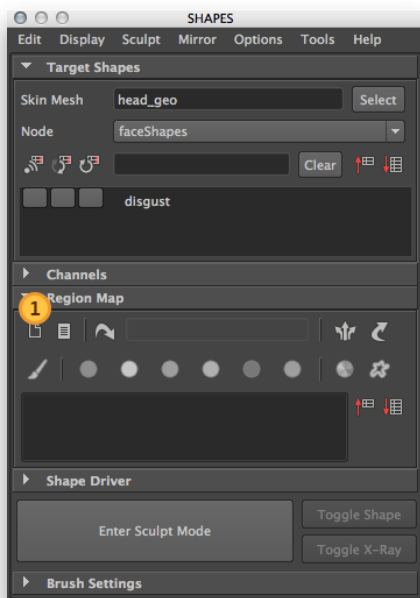 SHAPES
Edit Display Sculpt Mirror Options Tools Help
Target Shapes
Skin Mesh head_geo Select
Node faceShapes
Clear
disgust
Channels
1 Region Map
Shape Driver
Enter Sculpt Mode
Toggle Shape
Toggle X-Ray
Brush Settings